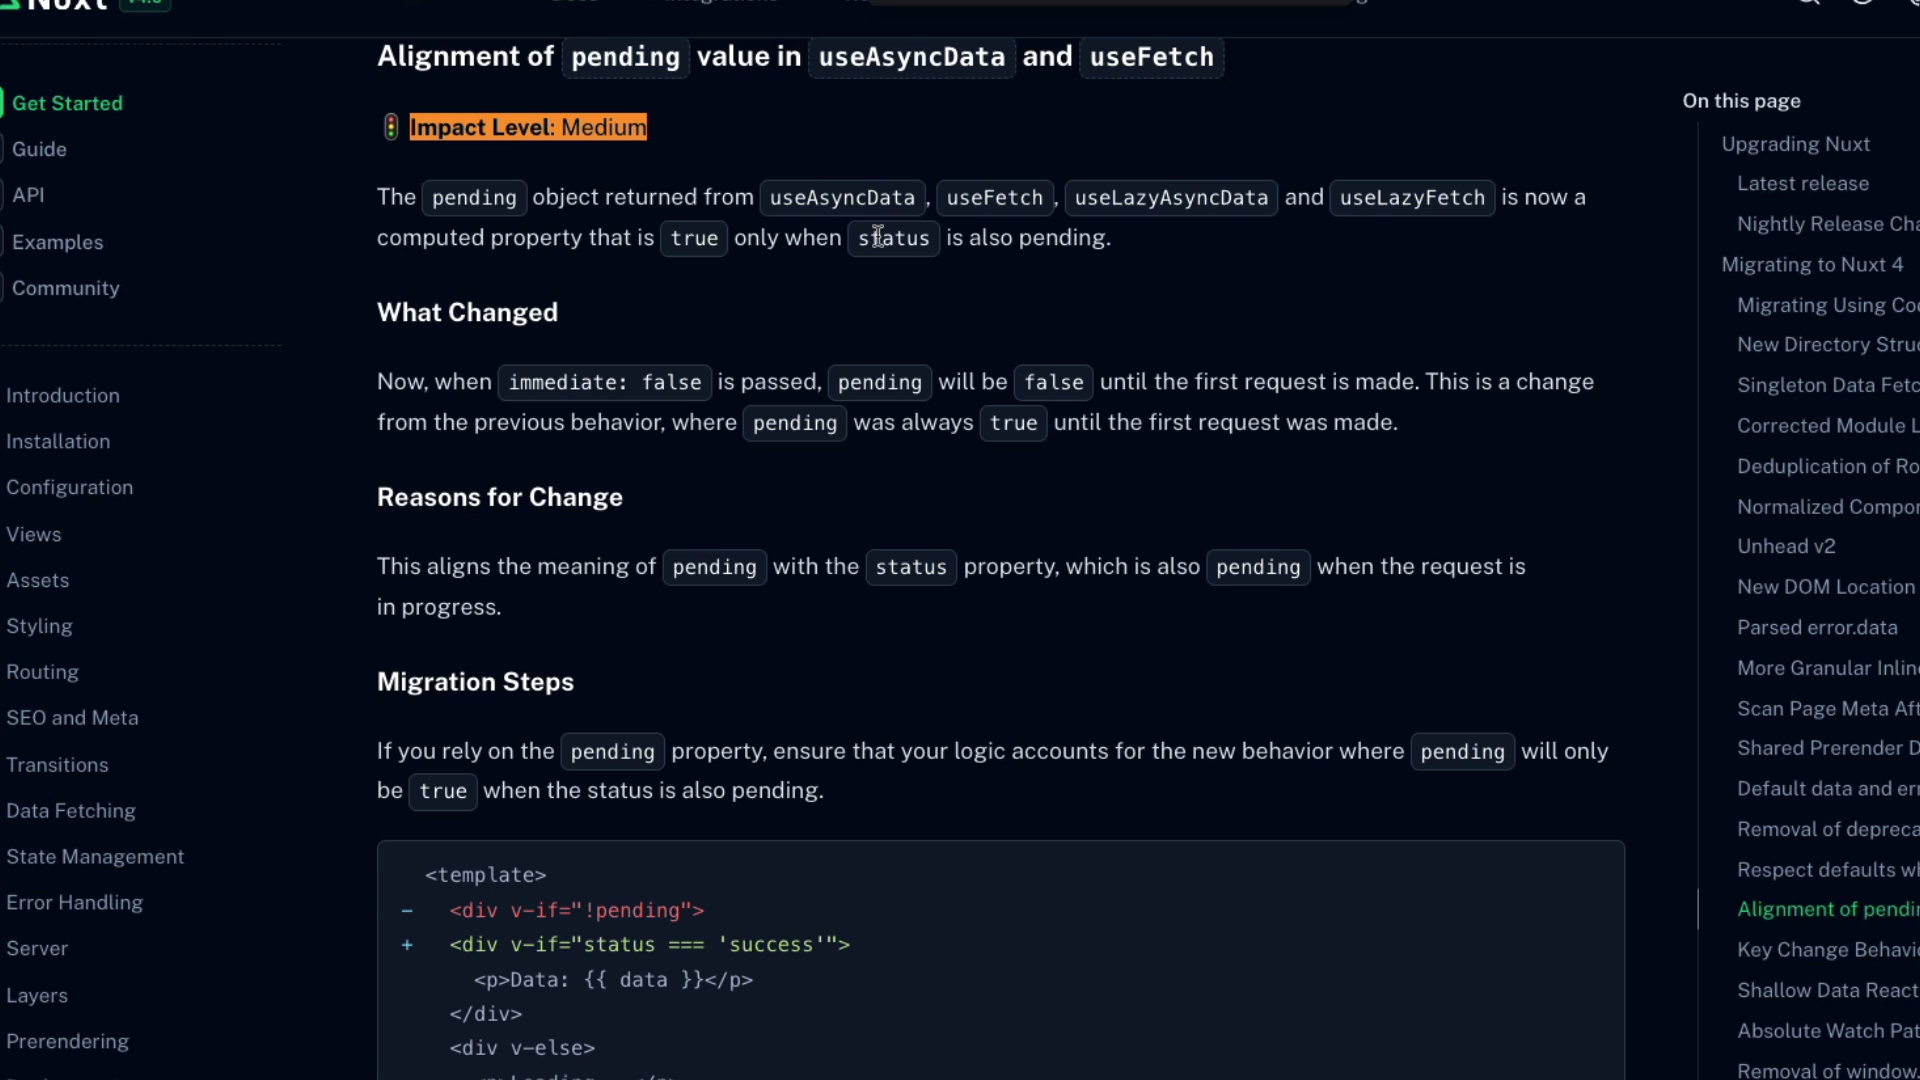 Alignment of pending value in useAsyncData and useFetch
Impact Level: Medium
The pending object returned from useAsyncData, useFetch, useLazyAsyncData and useLazyFetch is now a
computed property that is true only when status is also pending.
What Changed
Now, when immediate: false is passed, pending will be false until the first request is made. This is a change
from the previous behavior, where pending was always true until the first request was made.
Reasons for Change
This aligns the meaning of pending with the status property, which is also pending when the request is
in progress.
Migration Steps
If you rely on the pending property, ensure that your logic accounts for the new behavior where pending will only
be true when the status is also pending.
<template>
- <div v-if="!pending">
+ <div v-if="status === 'success'">
<p>Data: {{ data }}</p>
</div>
<div v-else>
Get Started
Guide
API
Examples
Community
Introduction
Installation
Configuration
Views
Assets
Styling
Routing
SEO and Meta
Transitions
Data Fetching
State Management
Error Handling
Server
Layers
Prerendering
On this page
Upgrading Nuxt
Latest release
Nightly Release Cha
Migrating to Nuxt 4
Migrating Using Co
New Directory Struc
Singleton Data Fetc
Corrected Module L
Deduplication of Ro
Normalized Compor
Unhead v2
New DOM Location
Parsed error.data
More Granular Inline
Scan Page Meta Aft
Shared Prerender D
Default data and err
Removal of depreca
Respect defaults wh
Alignment of pendin
Key Change Behavio
Shallow Data React
Absolute Watch Pat
Removal of window.